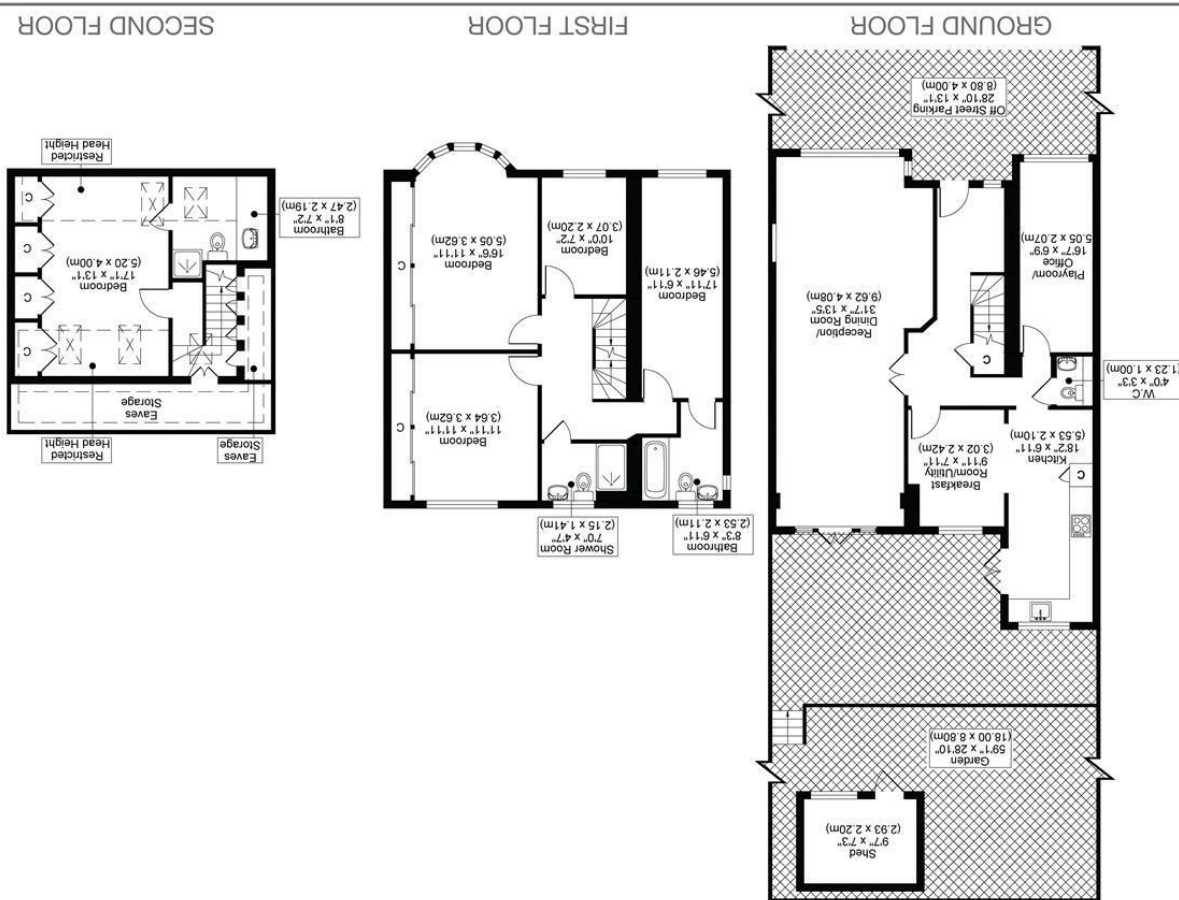 Shed
9'7" x 7'3"
(2.93 x 2.20m)
Garden
59'1" x 28'10"
(18.00 x 8.80m)
Kitchen
18'2" x 6'11"
(5.53 x 2.10m)
C
Breakfast
Room/Utility
9'11" x 7'11"
(3.02 x 2.42m)
W.C
4'0" x 3'3"
(1.23 x 1.00m)
C
Reception/
Dining Room
31'7" x 13'5"
(9.62 x 4.08m)
Playroom/
Office
16'7" x 6'9"
5.05 x 2.07m)
Off Street Parking
28'10" x 13'1"
(8.80 x 4.00m)
GROUND FLOOR
Bathroom
8'3" x 6'11"
(2.53 x 2.11m)
Shower Room
7'0" x 4'7"
(2.15 x 1.41m)
Bedroom
11'11" x 11'11"
(3.64 x 3.62m)
C
Bedroom
17'11" x 6'11"
(5.46 x 2.11m)
Bedroom
10'0" x 7'2"
(3.07 x 2.20m)
Bedroom
16'6" x 11'11"
(5.05 x 3.62m)
C
FIRST FLOOR
Eaves
Storage
Restricted
Head Height
Eaves
Storage
C
C
C
C
Bedroom
17'1" x 13'1"
(5.20 x 4.00m)
Bathroom
8'1" x 7'2"
(2.47 x 2.19m)
Restricted
Head Height
SECOND FLOOR